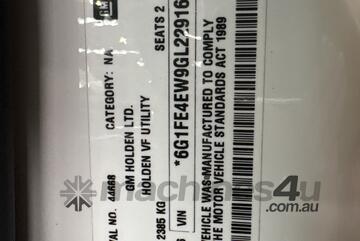 VAL NO. 44668 CATEGORY: NA
GM HOLDEN LTD.
HOLDEN VF UTILITY
2385 KG SEATS 2
VIN *6G1FE4EW9GL22916
VEHICLE WAS MANUFACTURED TO COMPLY
THE MOTOR VEHICLE STANDARDS ACT 1989
machines4u
.com.au